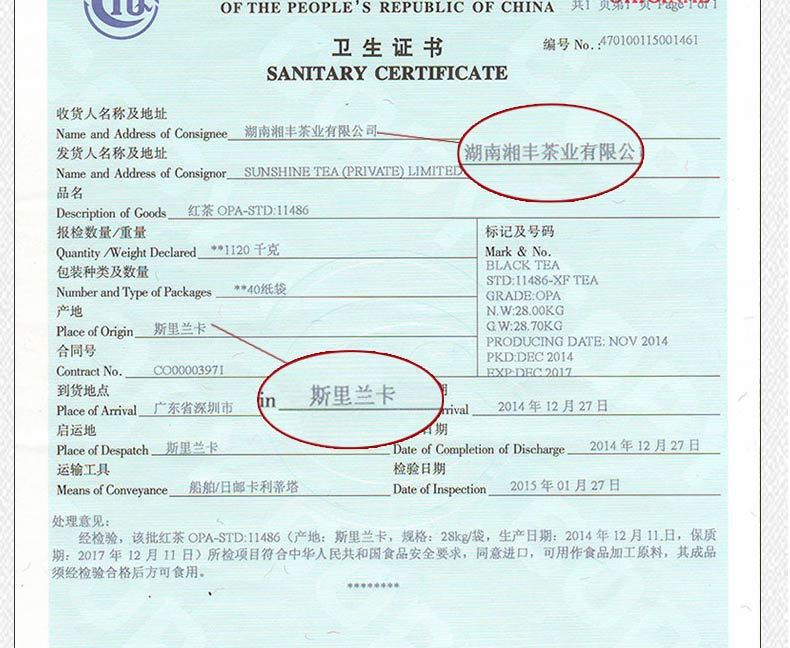 OF THE PEOPLE'S REPUBLIC OF CHINA
共1 页第1 页 Page 1 of 1
卫生证书
SANITARY CERTIFICATE
编号 No.: 470100115001461
收货人名称及地址
Name and Address of Consignee 湖南湘丰茶业有限公司
湖南湘丰茶业有限公
发货人名称及地址
Name and Address of Consignor SUNSHINE TEA (PRIVATE) LIMITED
品名
Description of Goods 红茶 OPA-STD:11486
报检数量/重量
Quantity /Weight Declared **1120 千克
包装种类及数量
Number and Type of Packages **40纸袋
标记及号码
Mark & No.
BLACK TEA
STD:11486-XF TEA
GRADE:OPA
N.W:28.00KG
G.W:28.70KG
PRODUCING DATE: NOV 2014
PKD:DEC 2014
EXP:DEC 2017
产地
Place of Origin 斯里兰卡
合同号
Contract No. CO00003971
in 斯里兰卡
到货地点 期
Place of Arrival 广东省深圳市 rrival 2014 年 12 月 27 日
启运地 日期
Place of Despatch 斯里兰卡 Date of Completion of Discharge 2014 年 12 月 27 日
运输工具 检验日期
Means of Conveyance 船舶/日邮卡利蒂塔 Date of Inspection 2015 年 01 月 27 日
处理意见:
经检验，该批红茶 OPA-STD:11486（产地：斯里兰卡，规格：28kg/袋，生产日期：2014 年 12 月 11 日，保质
期：2017 年 12 月 11 日）所检项目符合中华人民共和国食品安全要求，同意进口，可用作食品加工原料，其成品
须经检验合格后方可食用。
********